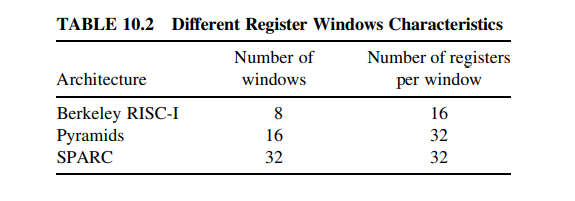 TABLE 10.2 Different Register Windows Characteristics
Number of Number of registers
Architecture windows per window
Berkeley RISC-I 8 16
Pyramids 16 32
SPARC 32 32